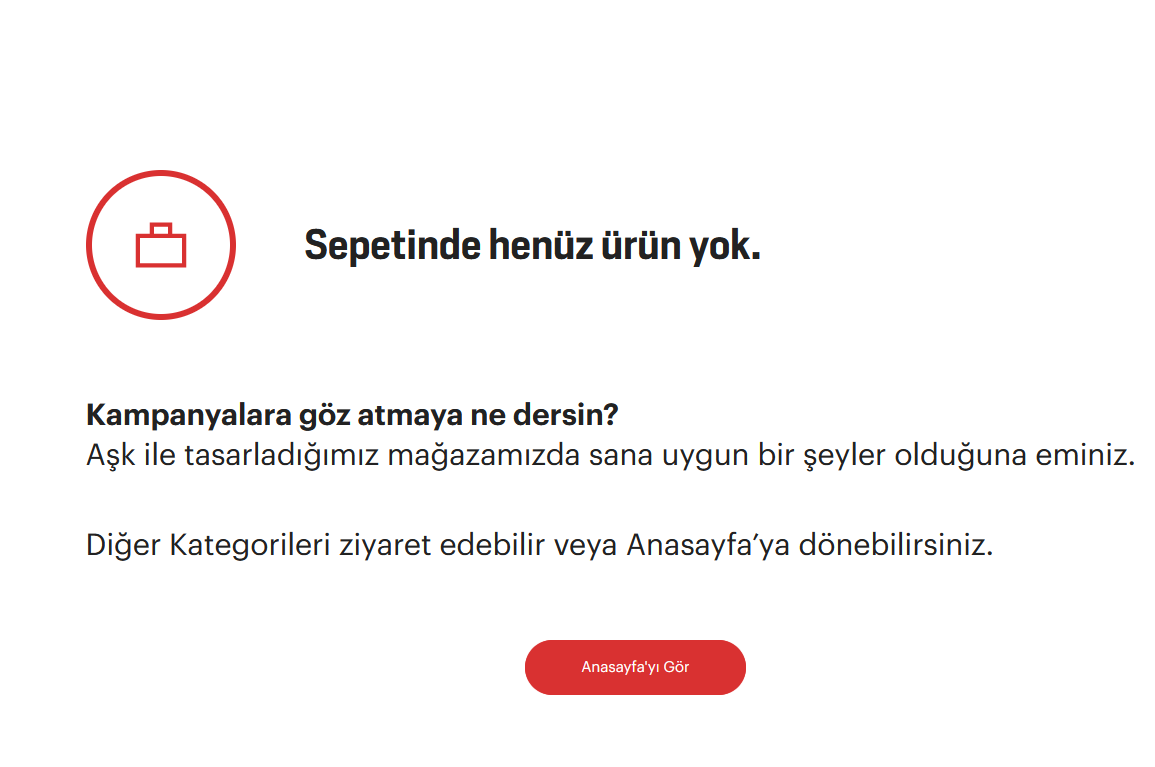 Sepetinde henüz ürün yok.
Kampanyalara göz atmaya ne dersin?
Aşk ile tasarladığımız mağazamızda sana uygun bir şeyler olduğuna eminiz.
Diğer Kategorileri ziyaret edebilir veya Anasayfa’ya dönebilirsiniz.
Anasayfa'yı Gör